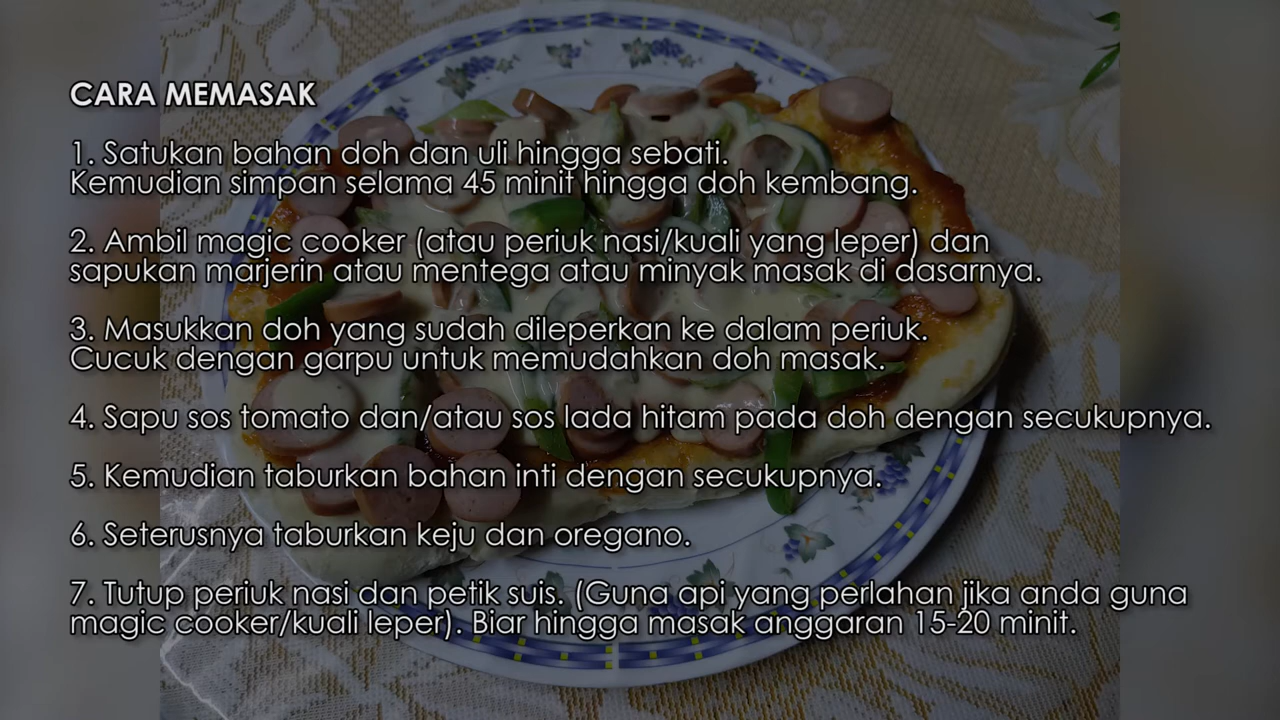 CARA MEMASAK
1. Satukan bahan doh dan uli hingga sebati.
Kemudian simpan selama 45 minit hingga doh kembang.
2. Ambil magic cooker (atau periuk nasi/kuali yang leper) dan
sapukan marjerin atau mentega atau minyak masak di dasarnya.
3. Masukkan doh yang sudah dileperkan ke dalam periuk.
Cucuk dengan garpu untuk memudahkan doh masak.
4. Sapu sos tomato dan/atau sos lada hitam pada doh dengan secukupnya.
5. Kemudian taburkan bahan inti dengan secukupnya.
6. Seterusnya taburkan keju dan oregano.
7. Tutup periuk nasi dan petik suis. (Guna api yang perlahan jika anda guna
magic cooker/kuali leper). Biar hingga masak anggaran 15-20 minit.